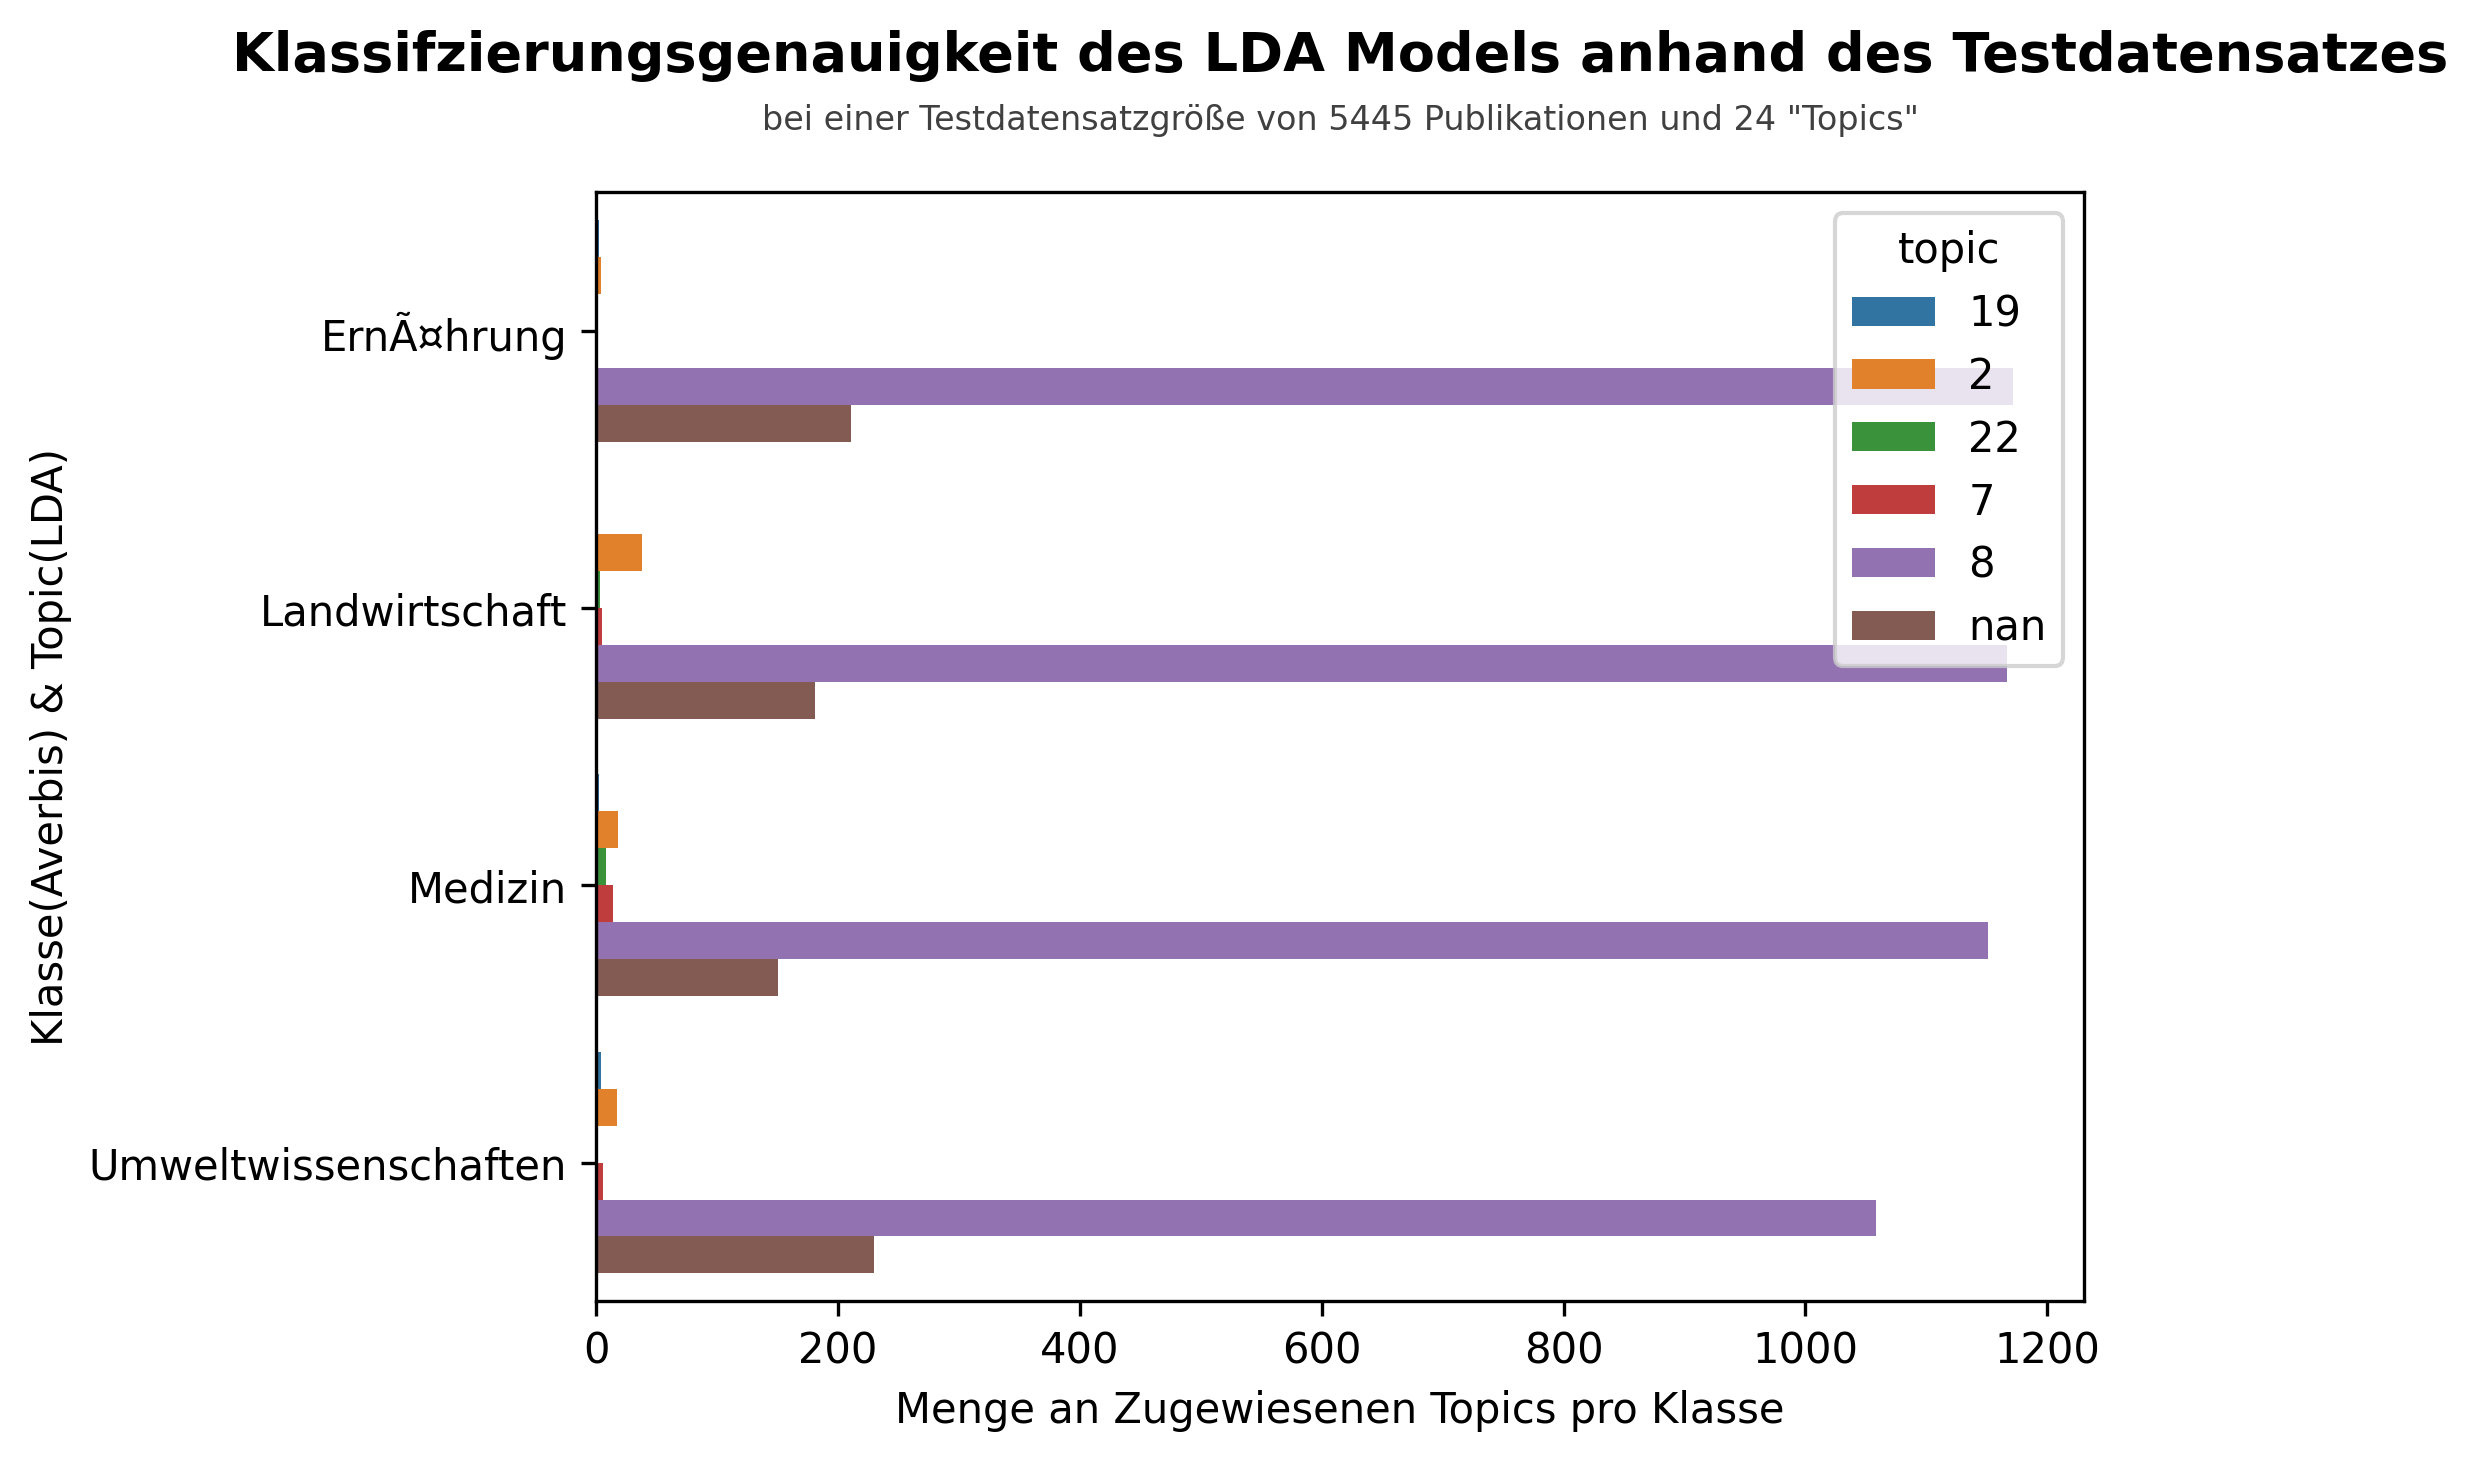 Klassifzierungsgenauigkeit des LDA Models anhand des Testdatensatzes
bei einer Testdatensatzgröße von 5445 Publikationen und 24 "Topics"
topic
19
2
22
7
8
nan
Klasse(Averbis) & Topic(LDA)
ErnÃ¤hrung
Landwirtschaft
Medizin
Umweltwissenschaften
0 200 400 600 800 1000 1200
Menge an Zugewiesenen Topics pro Klasse